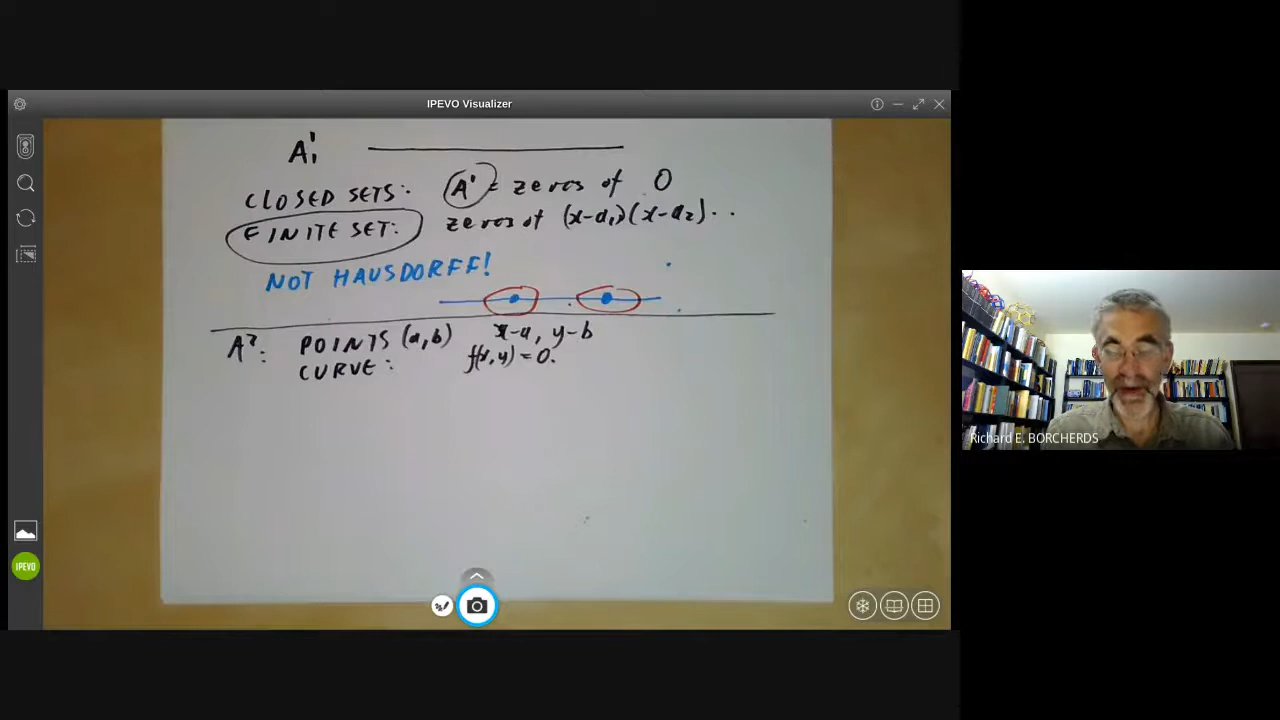 IPEVO Visualizer
A¹,
CLOSED SETS: A¹ = zeros of 0
FINITE SET: zeros of (x-a₁)(x-a₂)...
NOT HAUSDORFF!
A²: POINTS (a,b) x-a, y-b
CURVE: f(x,y)=0.
Richard E. BORCHERDS
IPEVO